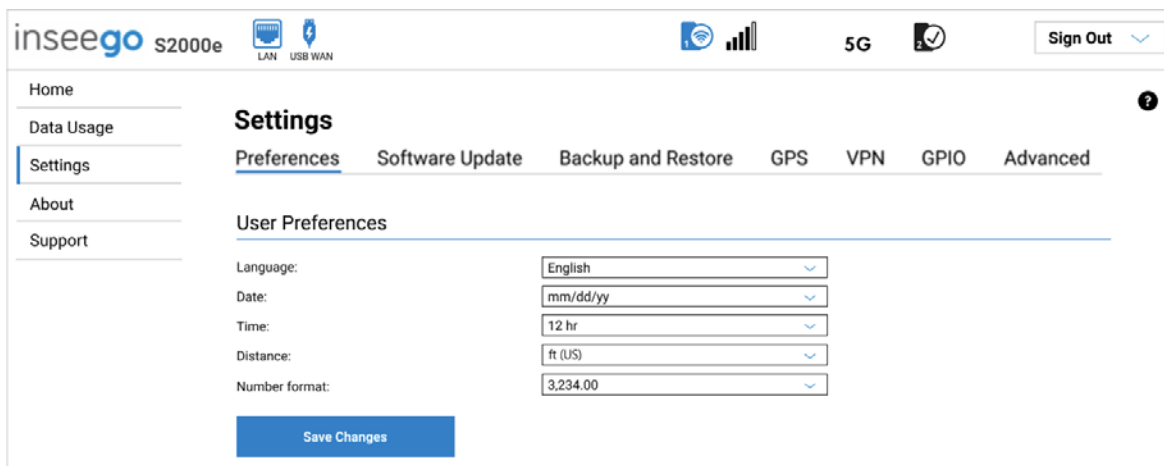 inseego S2000e
LAN USB WAN
1
5G
2
Sign Out
Home
Data Usage
Settings
About
Support
?
Settings
Preferences Software Update Backup and Restore GPS VPN GPIO Advanced
User Preferences
Language: English
Date: mm/dd/yy
Time: 12 hr
Distance: ft (US)
Number format: 3,234.00
Save Changes